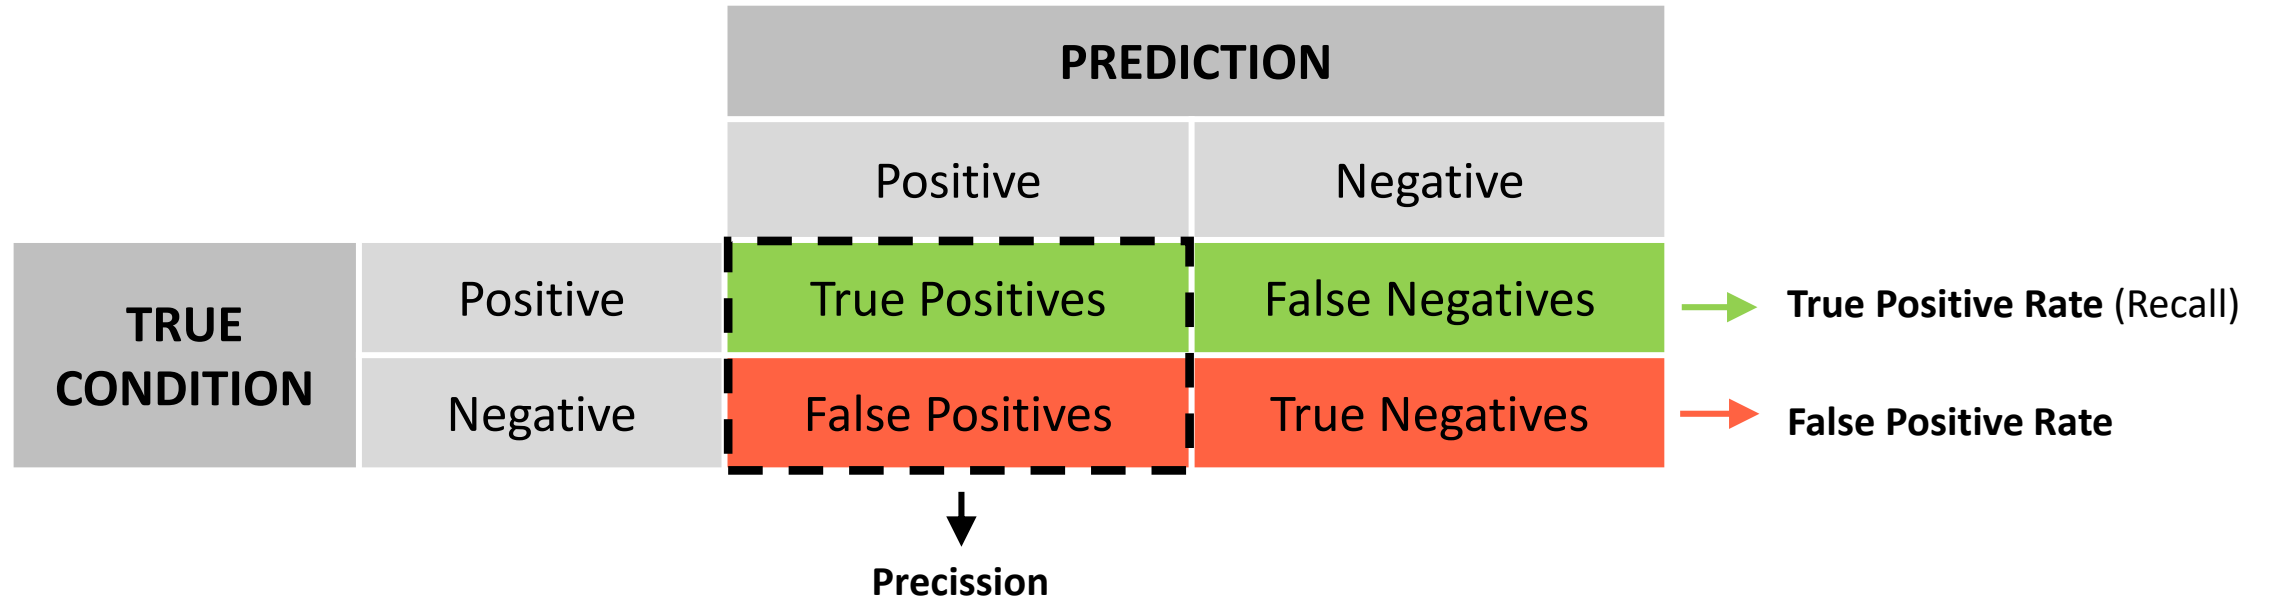 PREDICTION
Positive Negative
TRUE
CONDITION
Positive True Positives False Negatives True Positive Rate (Recall)
Negative False Positives True Negatives False Positive Rate
Precission